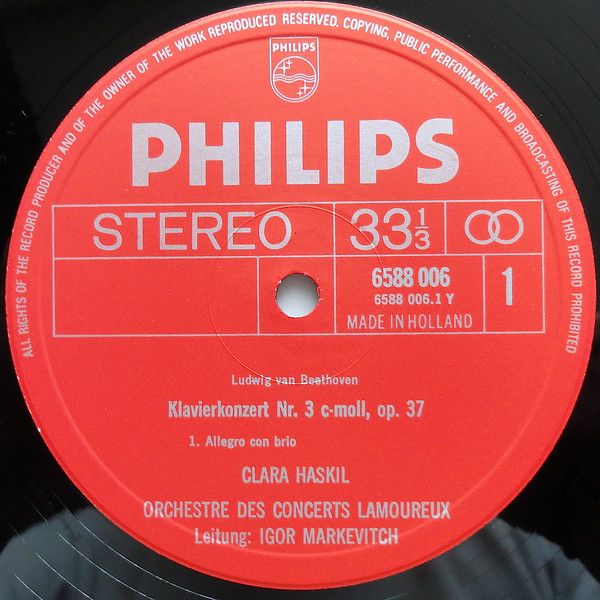 ALL RIGHTS OF THE RECORD PRODUCER AND OF THE OWNER OF THE WORK REPRODUCED RESERVED. COPYING, PUBLIC PERFORMANCE AND BROADCASTING OF THIS RECORD PROHIBITED
PHILIPS
PHILIPS
STEREO 33 1/3
6588 006
6588 006.1 Y
1
MADE IN HOLLAND
Ludwig van Beethoven
Klavierkonzert Nr. 3 c-moll, op. 37
1. Allegro con brio
CLARA HASKIL
ORCHESTRE DES CONCERTS LAMOUREUX
Leitung: IGOR MARKEVITCH